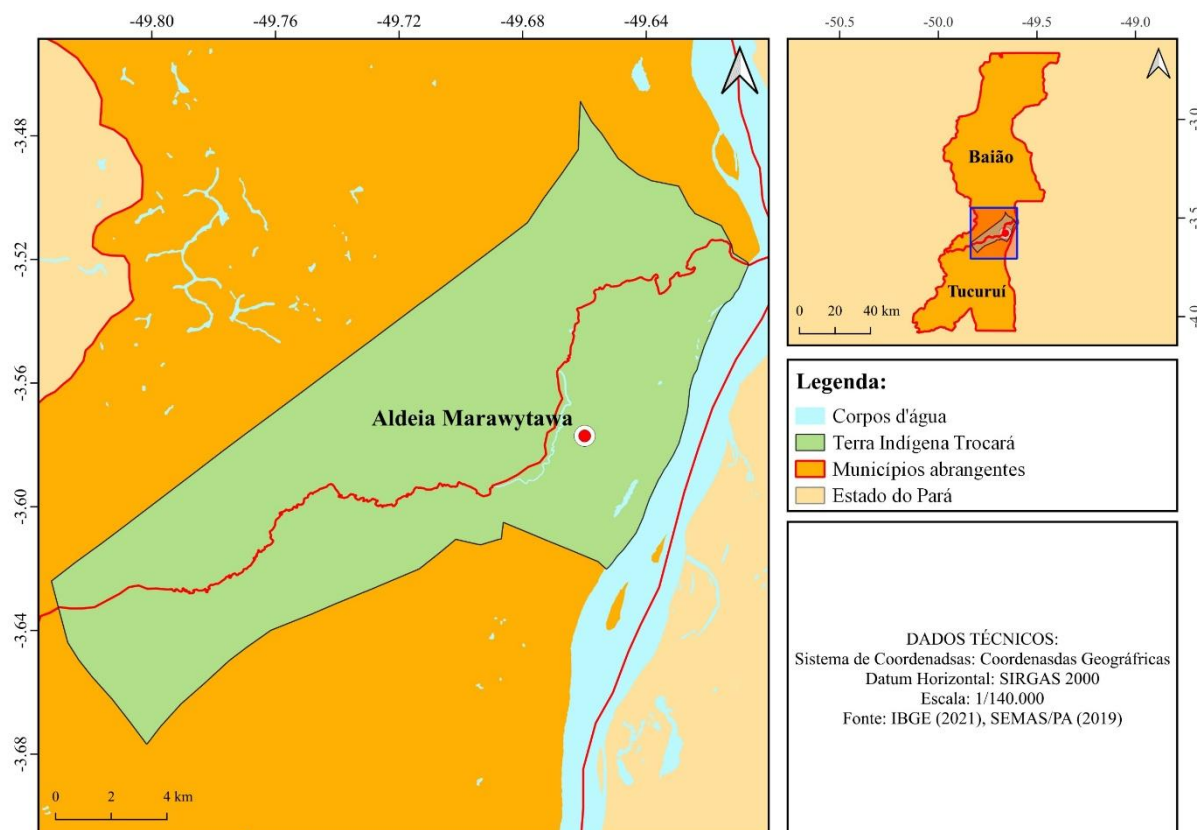 -49.80
-49.76
-49.72
-49.68
-49.64
-3.48
-3.52
-3.56
-3.60
-3.64
-3.68
Aldeia Marawytawa
0 2 4 km
-50.5
-50.0
-49.5
-49.0
-3.0
-3.5
-4.0
Baião
Tucuruí
0 20 40 km
Legenda:
Corpos d'água
Terra Indígena Trocará
Municípios abrangentes
Estado do Pará
DADOS TÉCNICOS:
Sistema de Coordenadsas: Coordenasdas Geográfricas
Datum Horizontal: SIRGAS 2000
Escala: 1/140.000
Fonte: IBGE (2021), SEMAS/PA (2019)